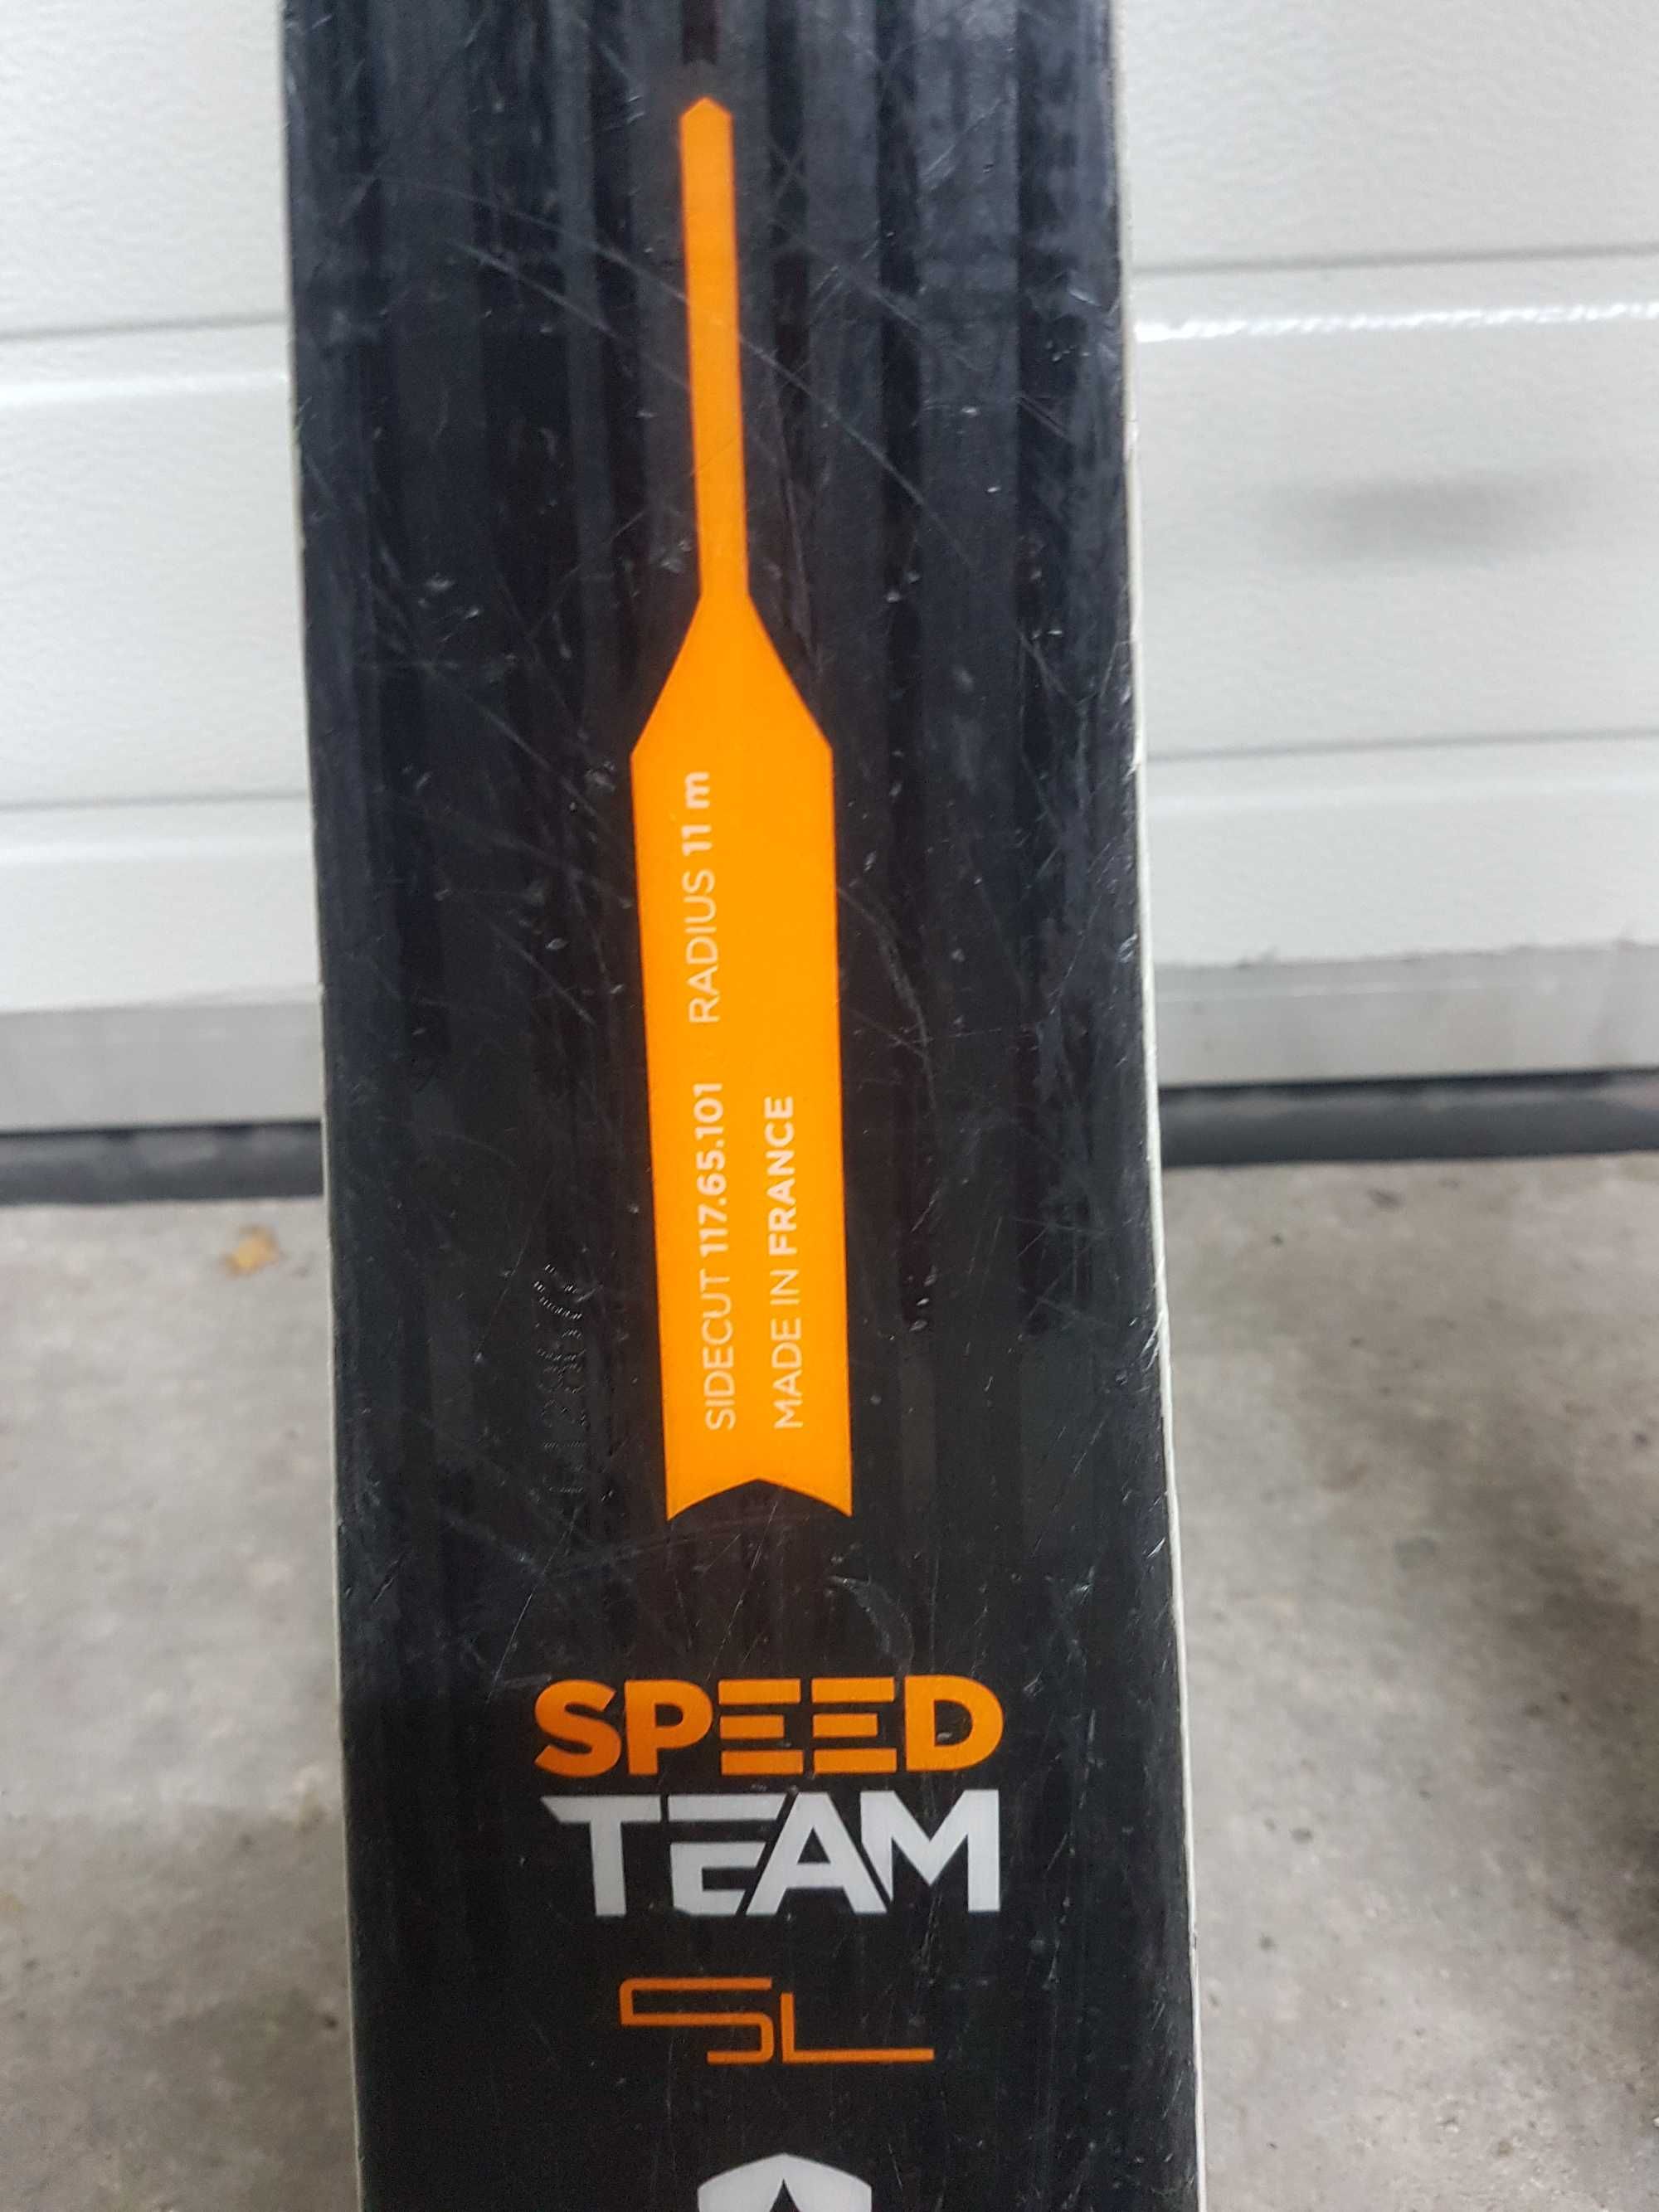 SIDECUT 117.65.101 RADIUS 11 m
MADE IN FRANCE
SPEED
TEAM
SL